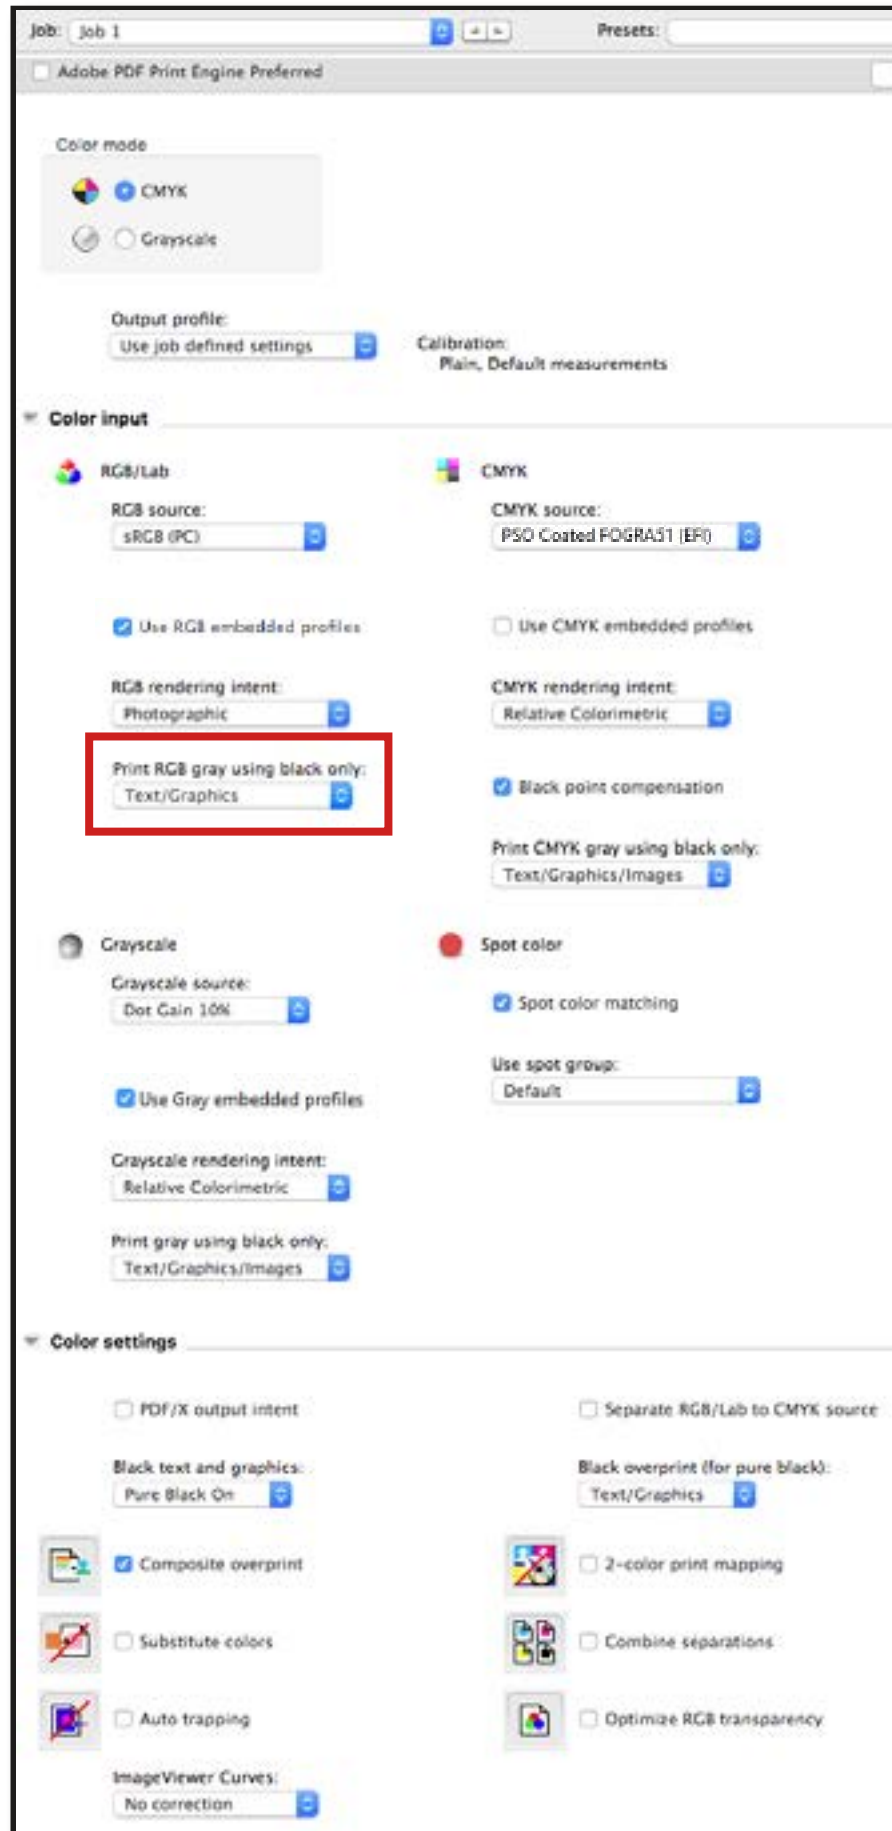 Job: Job 1 Presets:
Adobe PDF Print Engine Preferred
Color mode
CMYK
Grayscale
Output profile:
Use job defined settings
Calibration:
Plain, Default measurements
Color input
RGB/Lab
RGB source:
sRGB (PC)
Use RGB embedded profiles
RGB rendering intent:
Photographic
Print RGB gray using black only:
Text/Graphics
CMYK
CMYK source:
PSO Coated FOGRA51 (EFI)
Use CMYK embedded profiles
CMYK rendering intent:
Relative Colorimetric
Black point compensation
Print CMYK gray using black only:
Text/Graphics/Images
Grayscale
Grayscale source:
Dot Gain 10%
Use Gray embedded profiles
Grayscale rendering intent:
Relative Colorimetric
Print gray using black only:
Text/Graphics/Images
Spot color
Spot color matching
Use spot group:
Default
Color settings
PDF/X output intent
Separate RGB/Lab to CMYK source
Black text and graphics:
Pure Black On
Black overprint (for pure black):
Text/Graphics
Composite overprint
2-color print mapping
Substitute colors
Combine separations
Auto trapping
Optimize RGB transparency
ImageViewer Curves:
No correction